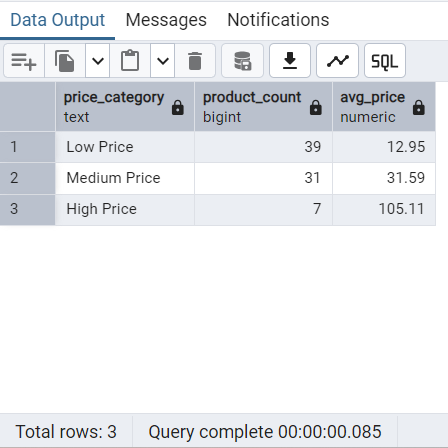 Data Output Messages Notifications
SQL
price_category product_count avg_price
text bigint numeric
1 Low Price 39 12.95
2 Medium Price 31 31.59
3 High Price 7 105.11
Total rows: 3 Query complete 00:00:00.085